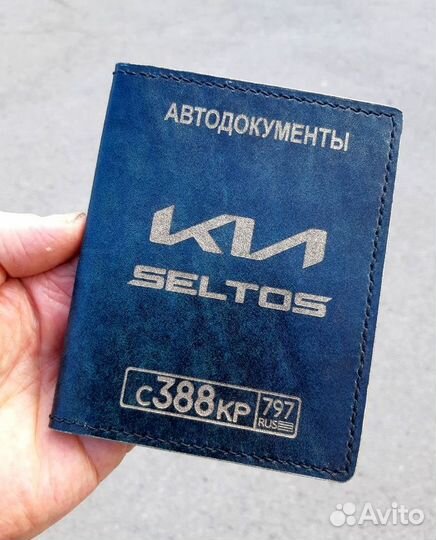 АВТОДОКУМЕНТЫ
KIA
SELTOS
С388КР 797
RUS
Avito